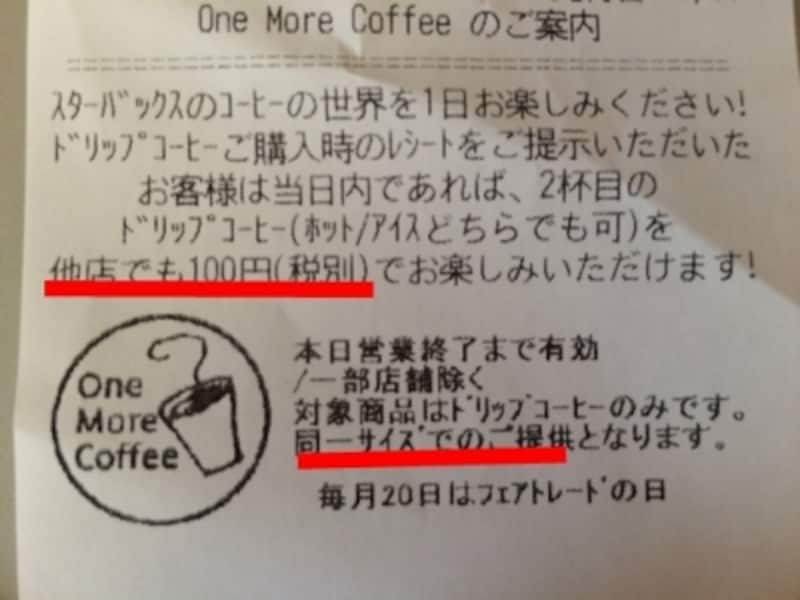 One More Coffee のご案内
ｽﾀｰﾊﾞｯｸｽのｺｰﾋｰの世界を1日お楽しみください!
ﾄﾞﾘｯﾌﾟｺｰﾋｰご購入時のﾚｼｰﾄをご提示いただいた
お客様は当日内であれば、2杯目の
ﾄﾞﾘｯﾌﾟｺｰﾋｰ(ﾎｯﾄ/ｱｲｽどちらでも可)を
他店でも100円(税別)でお楽しみいただけます!
One
More
Coffee
本日営業終了まで有効
/一部店舗除く
対象商品はﾄﾞﾘｯﾌﾟｺｰﾋｰのみです。
同一ｻｲｽﾞでのご提供となります。
毎月20日はﾌｪｱﾄﾚｰﾄﾞの日